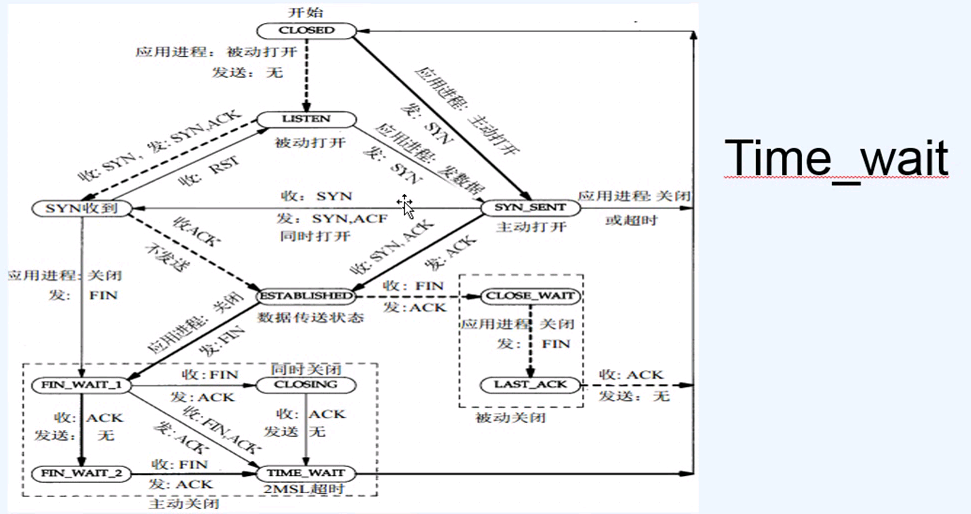 开始
CLOSED
应用进程：被动打开
发送：无
应用进程：主动打开
发：SYN
LISTEN
被动打开
收：SYN，发：SYN,ACK
收：RST
应用进程：发数据
发：SYN
Time_wait
SYN收到
收：SYN
发：SYN,ACF
同时打开
SYN_SENT
主动打开
应用进程:关闭
或超时
收ACK
不发送
收：SYN,ACK
发：ACK
应用进程:关闭
发： FIN
ESTABLISHED
数据传送状态
收：FIN
发:ACK
CLOSE_WAIT
应用进程：关闭
发:FIN
应用进程 关闭
发： FIN
FIN_WAIT_1
收:FIN
发：ACK
同时关闭
CLOSING
LAST_ACK
收：ACK
发送：无
被动关闭
收： ACK
发送： 无
收：FIN,ACK
发：ACK
收： ACK
发送 无
FIN_WAIT_2
收：FIN
发：ACK
TIME_WAIT
2MSL超时
主动关闭